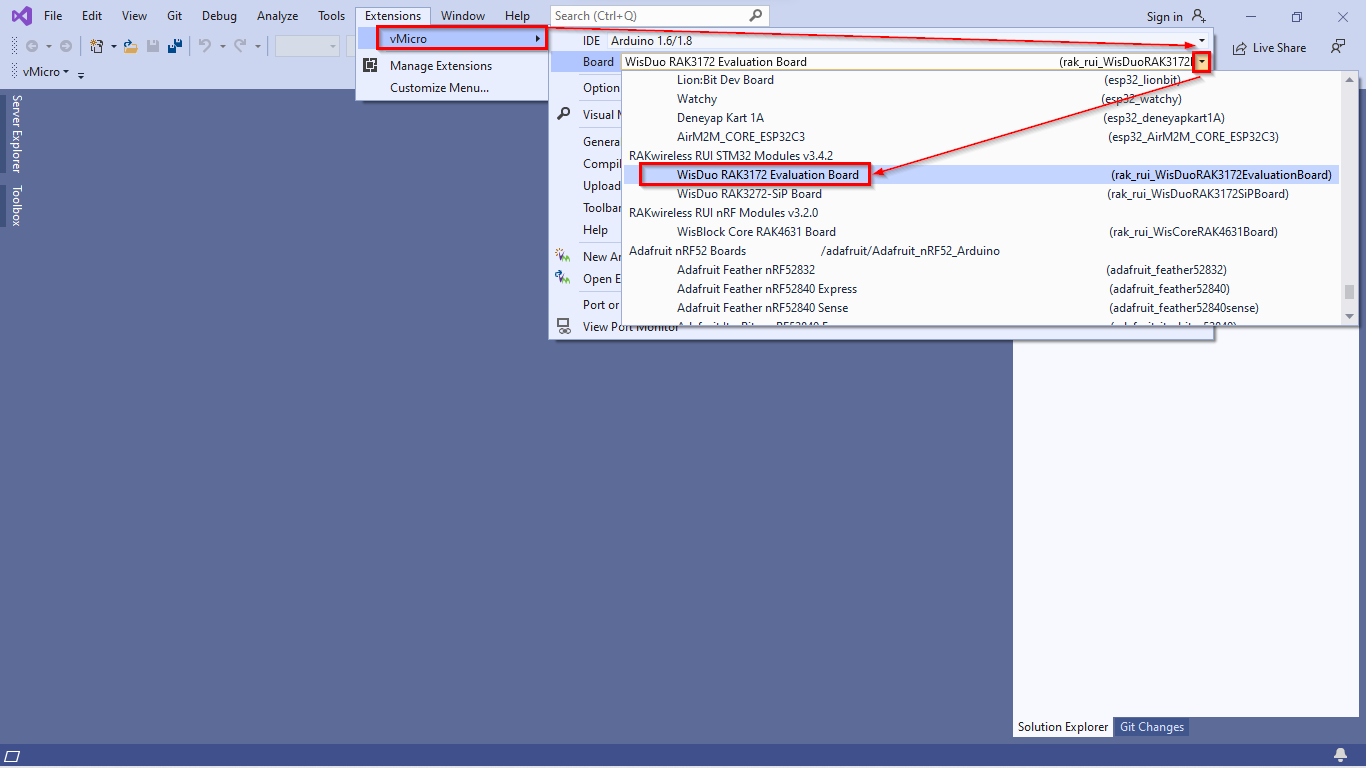 File Edit View Git Debug Analyze Tools Extensions Window Help Search (Ctrl+Q) Sign in
vMicro
IDE Arduino 1.6/1.8
Live Share
Board WisDuo RAK3172 Evaluation Board (rak_rui_WisDuoRAK3172
Manage Extensions
vMicro
Lion:Bit Dev Board (esp32_lionbit)
Customize Menu...
Option
Watchy (esp32_watchy)
Visual M
Deneyap Kart 1A (esp32_deneyapkart1A)
Genera
AirM2M_CORE_ESP32C3 (esp32_AirM2M_CORE_ESP32C3)
RAKwireless RUI STM32 Modules v3.4.2
Compil
WisDuo RAK3172 Evaluation Board (rak_rui_WisDuoRAK3172EvaluationBoard)
Upload
WisDuo RAK3272-SiP Board (rak_rui_WisDuoRAK3172SiPBoard)
Toolbar
RAKwireless RUI nRF Modules v3.2.0
Help
WisBlock Core RAK4631 Board (rak_rui_WisCoreRAK4631Board)
New Ar
Adafruit nRF52 Boards /adafruit/Adafruit_nRF52_Arduino
Adafruit Feather nRF52832 (adafruit_feather52832)
Open E
Adafruit Feather nRF52840 Express (adafruit_feather52840)
Port or
Adafruit Feather nRF52840 Sense (adafruit_feather52840sense)
View Port Monitor
Server Explorer
Toolbox
Solution Explorer Git Changes